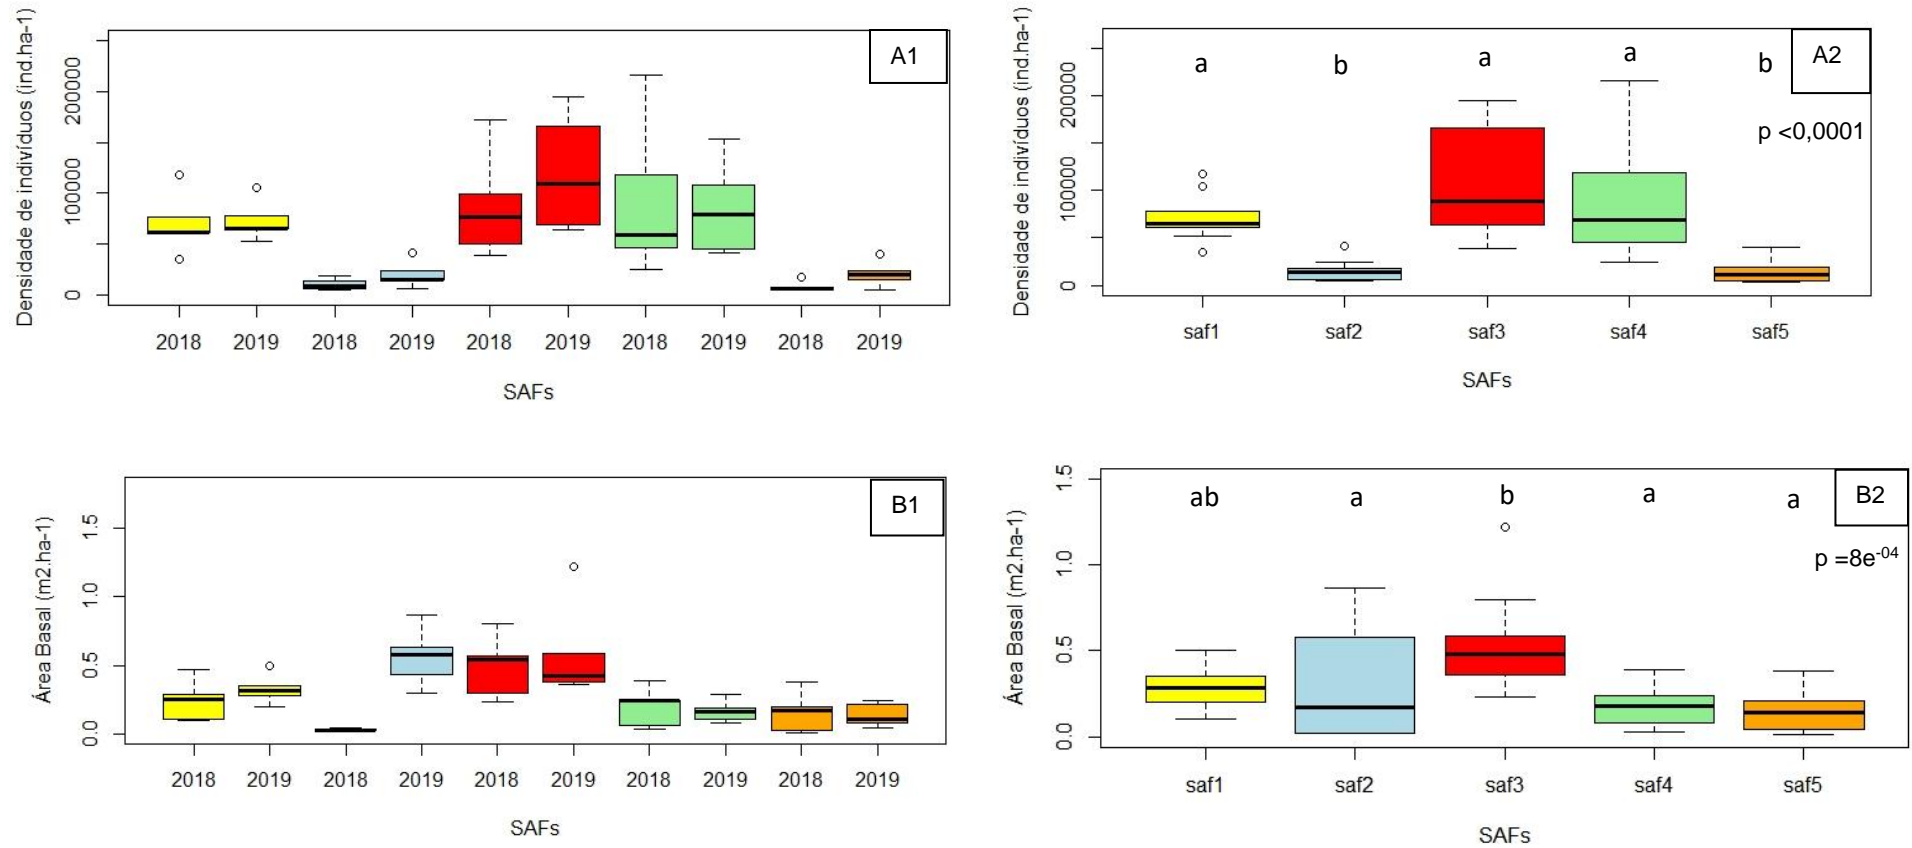 A1
Densidade de indivíduos (ind.ha-1)
200000
100000
0
2018 2019 2018 2019 2018 2019 2018 2019 2018 2019
SAFs
A2
a b a a b
p <0,0001
Densidade de indivíduos (ind.ha-1)
200000
100000
0
saf1 saf2 saf3 saf4 saf5
SAFs
B1
Área Basal (m2.ha-1)
1.5
1.0
0.5
0.0
2018 2019 2018 2019 2018 2019 2018 2019 2018 2019
SAFs
B2
ab a b a a
p =8e-04
Área Basal (m2.ha-1)
1.5
1.0
0.5
0.0
saf1 saf2 saf3 saf4 saf5
SAFs